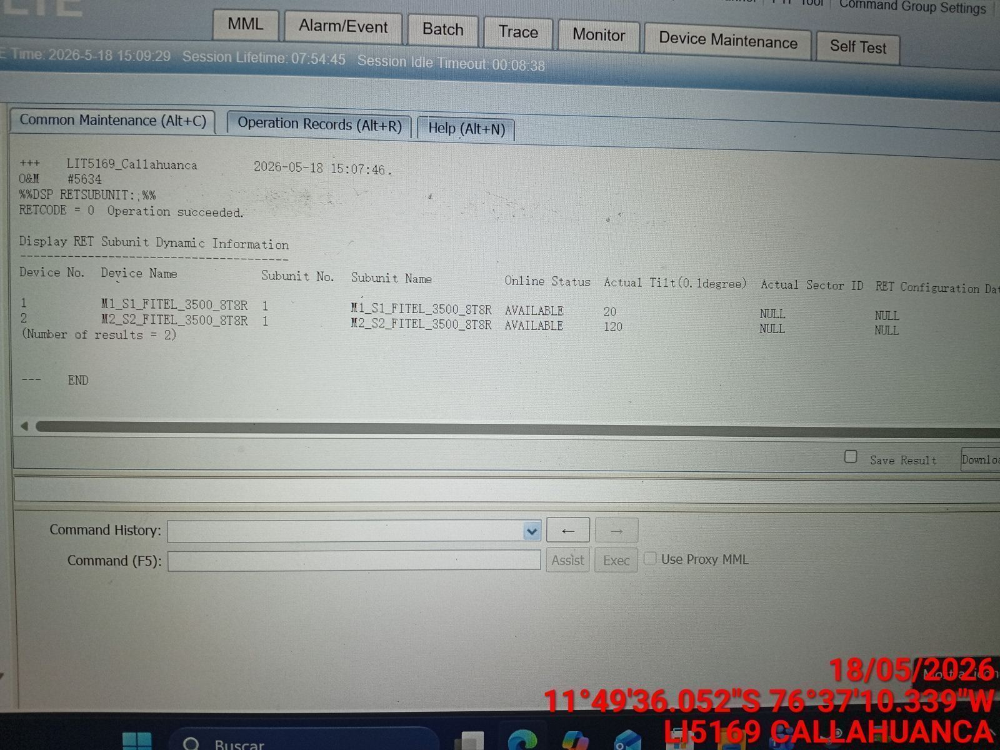 LTE
Command Group Settings
MML Alarm/Event Batch Trace Monitor Device Maintenance Self Test
Time: 2026-5-18 15:09:29 Session Lifetime: 07:54:45 Session Idle Timeout: 00:08:38
Common Maintenance (Alt+C) Operation Records (Alt+R) Help (Alt+N)
+++ LIT5169_Callahuanca 2026-05-18 15:07:46
O&M #5634
%%DSP RETSUBUNIT:;%%
RETCODE = 0 Operation succeeded.
Display RET Subunit Dynamic Information
----------------------------------------
Device No. Device Name Subunit No. Subunit Name Online Status Actual Tilt(0.1degree) Actual Sector ID RET Configuration Dat
1 M1_S1_FITEL_3500_8T8R 1 M1_S1_FITEL_3500_8T8R AVAILABLE 20 NULL NULL
2 M2_S2_FITEL_3500_8T8R 1 M2_S2_FITEL_3500_8T8R AVAILABLE 120 NULL NULL
(Number of results = 2)
--- END
Save Result Downloa
Command History: ← →
Command (F5): Assist Exec Use Proxy MML
18/05/2026
11°49'36.052"S 76°37'10.339"W
LI5169 CALLAHUANCA
Buscar